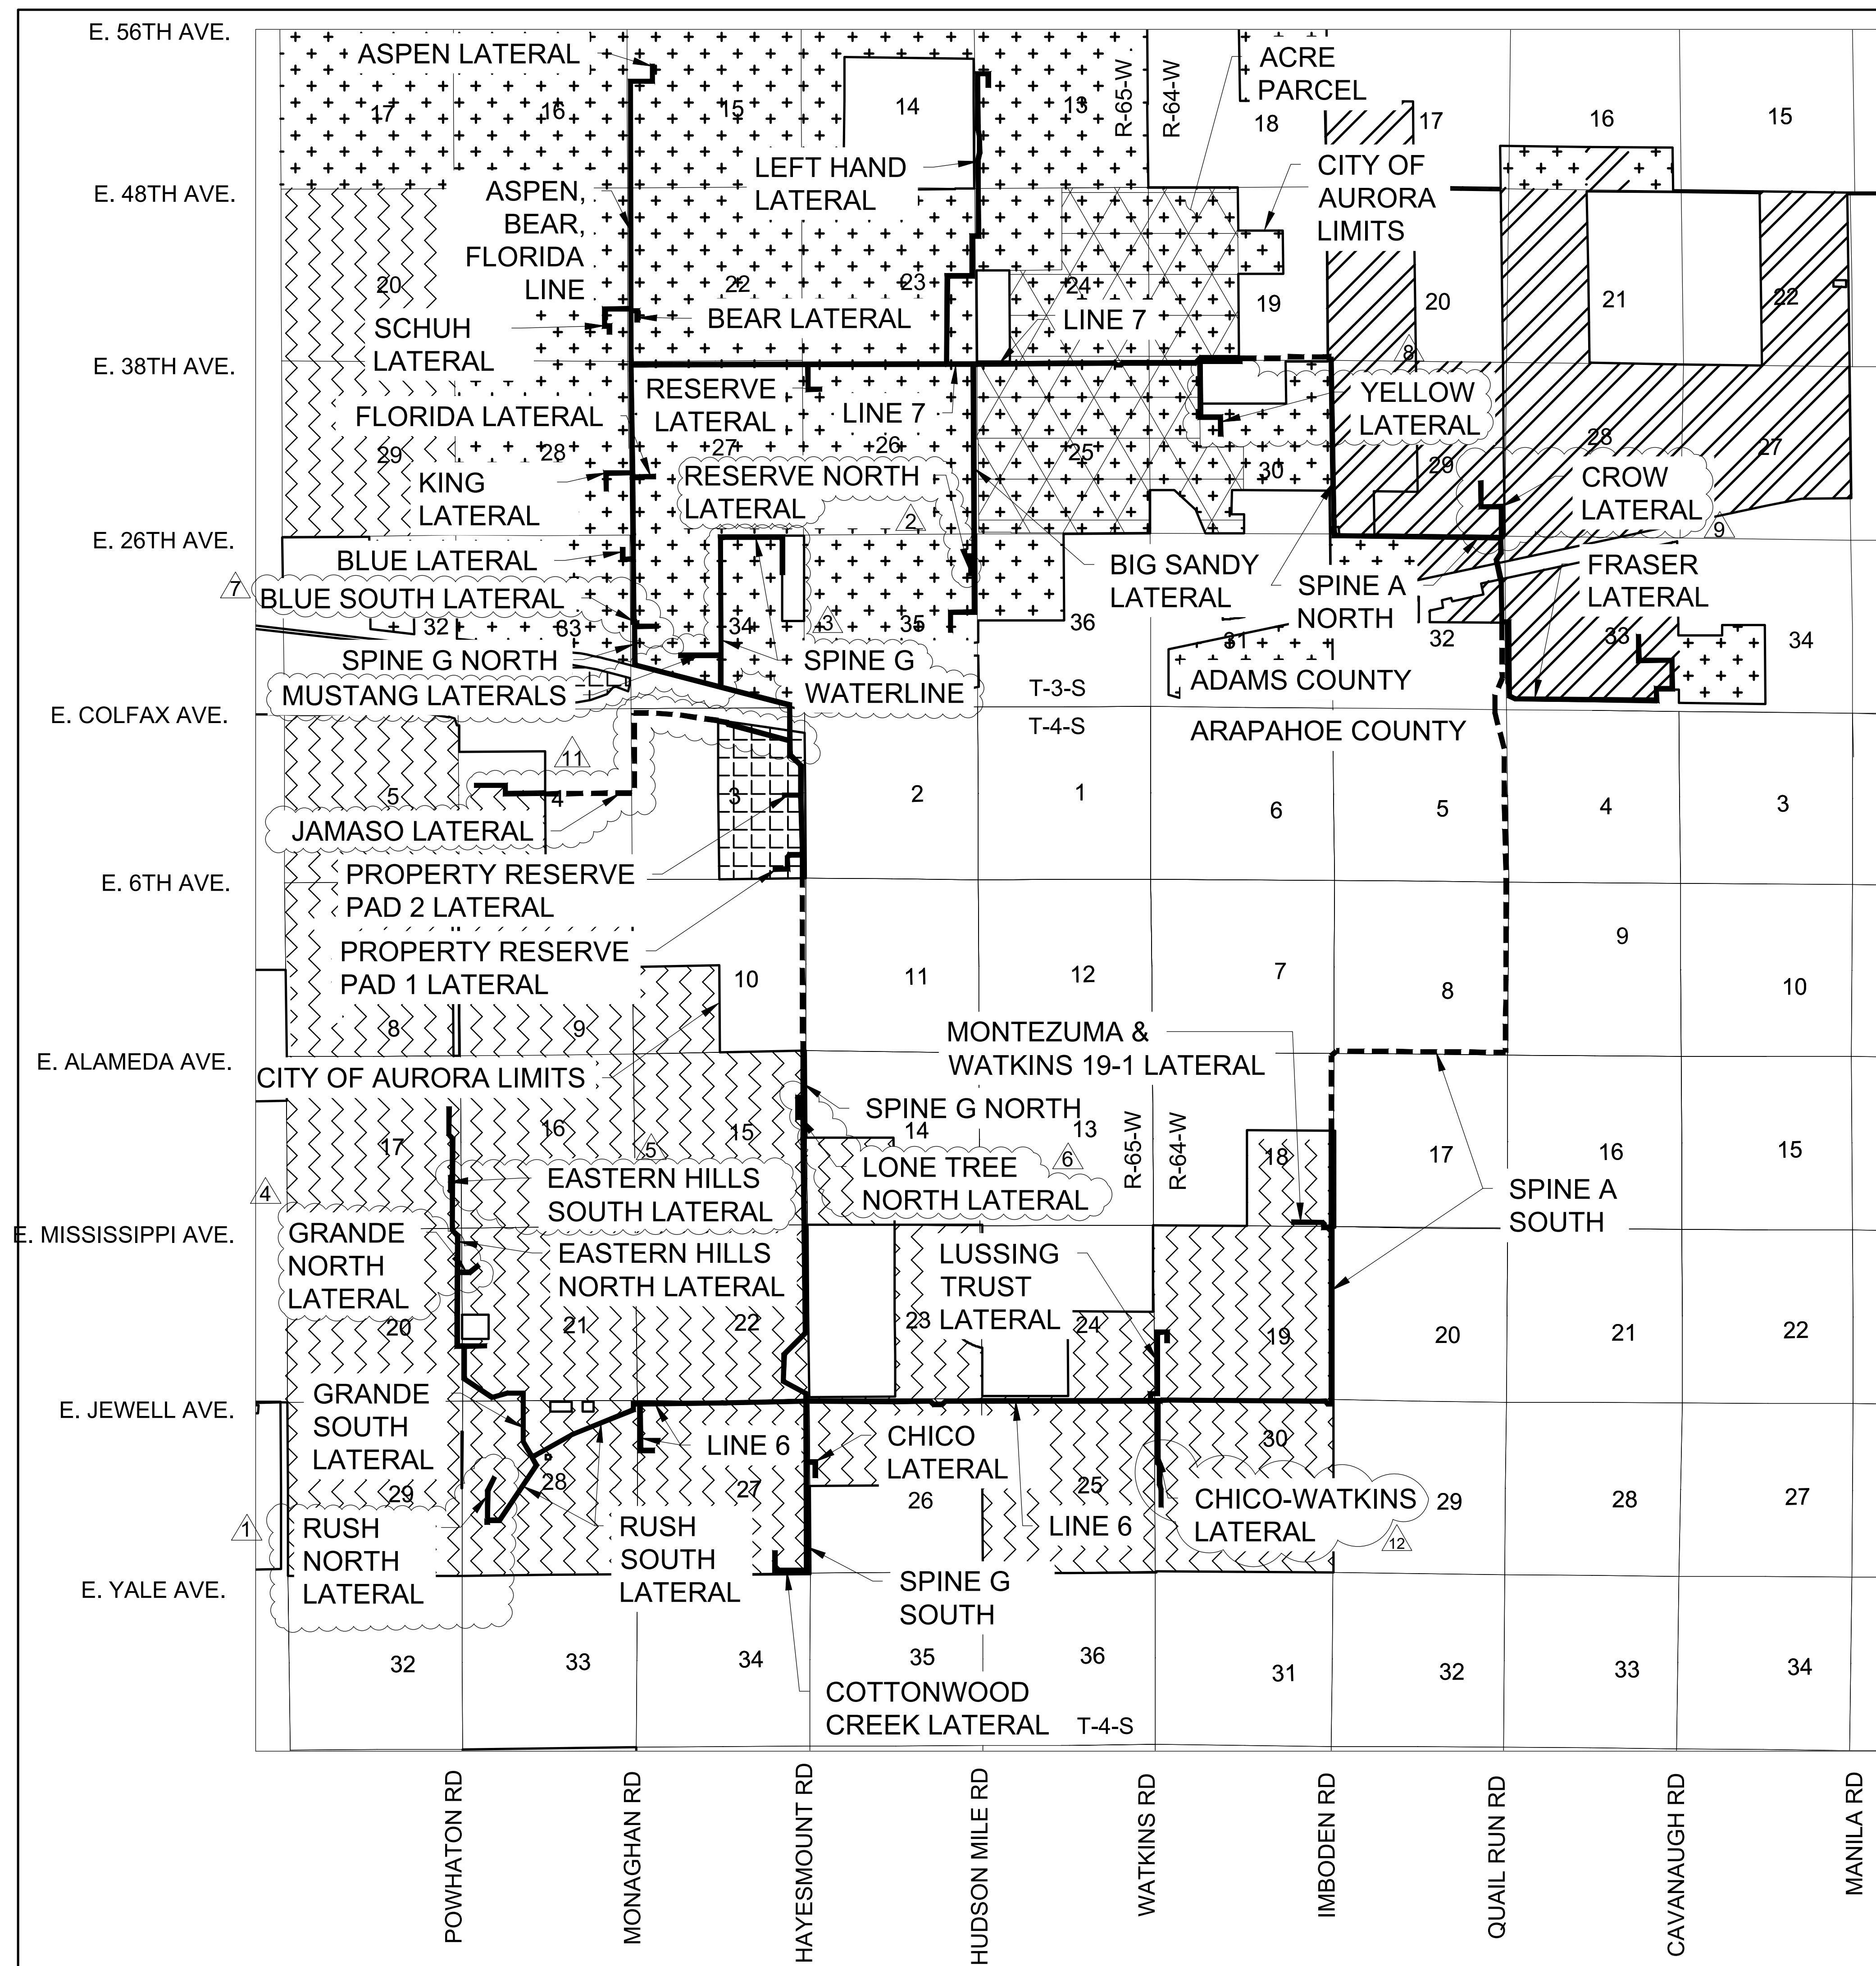 E. 56TH AVE.
ASPEN LATERAL
ACRE
PARCEL
R-65-W
R-64-W
17
16
15
14
13
18
17
16
15
LEFT HAND
LATERAL
CITY OF
AURORA
LIMITS
E. 48TH AVE.
ASPEN,
BEAR,
FLORIDA
LINE
20
22
23
24
19
20
21
22
SCHUH
LATERAL
BEAR LATERAL
LINE 7
E. 38TH AVE.
8
RESERVE
LATERAL
LINE 7
YELLOW
LATERAL
FLORIDA LATERAL
29
28
27
26
25
30
29
28
27
KING
LATERAL
RESERVE NORTH
LATERAL
2
CROW
LATERAL
9
E. 26TH AVE.
BLUE LATERAL
BIG SANDY
LATERAL
SPINE A
NORTH
FRASER
LATERAL
7
BLUE SOUTH LATERAL
32
33
34
3
35
36
31
32
33
34
SPINE G NORTH
MUSTANG LATERALS
SPINE G
WATERLINE
T-3-S
ADAMS COUNTY
E. COLFAX AVE.
T-4-S
ARAPAHOE COUNTY
11
5
4
3
2
1
6
5
4
3
JAMASO LATERAL
PROPERTY RESERVE
PAD 2 LATERAL
E. 6TH AVE.
PROPERTY RESERVE
PAD 1 LATERAL
8
9
10
11
12
7
8
9
10
MONTEZUMA &
WATKINS 19-1 LATERAL
E. ALAMEDA AVE.
CITY OF AURORA LIMITS
SPINE G NORTH
R-65-W
R-64-W
17
16
15
14
13
18
17
16
15
5
6
4
EASTERN HILLS
SOUTH LATERAL
LONE TREE
NORTH LATERAL
SPINE A
SOUTH
E. MISSISSIPPI AVE.
GRANDE
NORTH
LATERAL
EASTERN HILLS
NORTH LATERAL
LUSSING
TRUST
LATERAL
20
21
22
23
24
19
20
21
22
E. JEWELL AVE.
GRANDE
SOUTH
LATERAL
LINE 6
CHICO
LATERAL
29
28
27
26
25
30
29
28
27
1
RUSH
NORTH
LATERAL
RUSH
SOUTH
LATERAL
LINE 6
CHICO-WATKINS
LATERAL
12
E. YALE AVE.
SPINE G
SOUTH
32
33
34
35
36
31
32
33
34
COTTONWOOD
CREEK LATERAL
T-4-S
POWHATON RD
MONAGHAN RD
HAYESMOUNT RD
HUDSON MILE RD
WATKINS RD
IMBODEN RD
QUAIL RUN RD
CAVANAUGH RD
MANILA RD